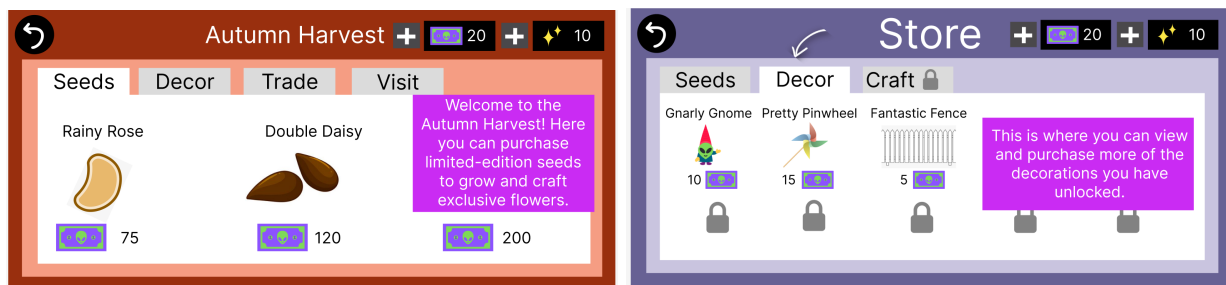 Autumn Harvest
20
10
Seeds Decor Trade Visit
Welcome to the
Autumn Harvest! Here
you can purchase
limited-edition seeds
to grow and craft
exclusive flowers.
Rainy Rose
Double Daisy
75
120
200
Store
20
10
Seeds Decor Craft
Gnarly Gnome Pretty Pinwheel Fantastic Fence
10
15
5
This is where you can view
and purchase more of the
decorations you have
unlocked.